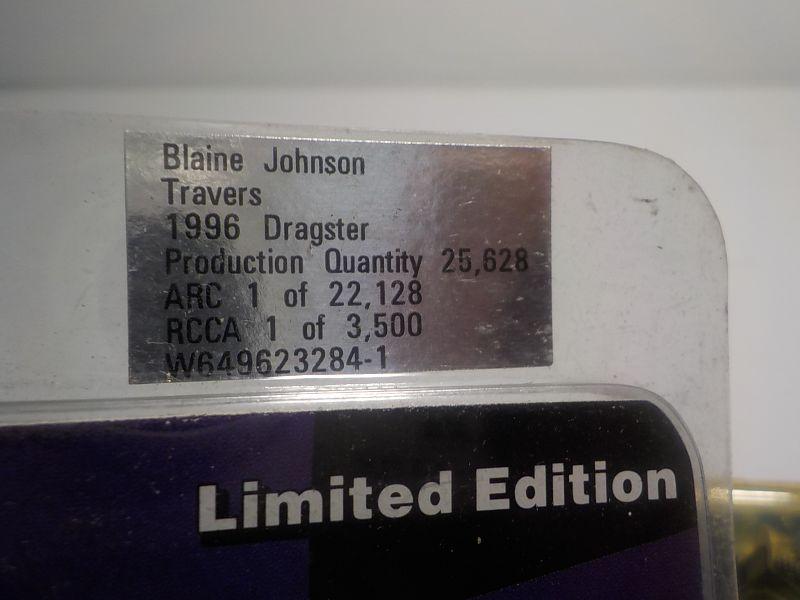 Blaine Johnson
Travers
1996 Dragster
Production Quantity 25,628
ARC 1 of 22,128
RCCA 1 of 3,500
W649623284-1
Limited Edition